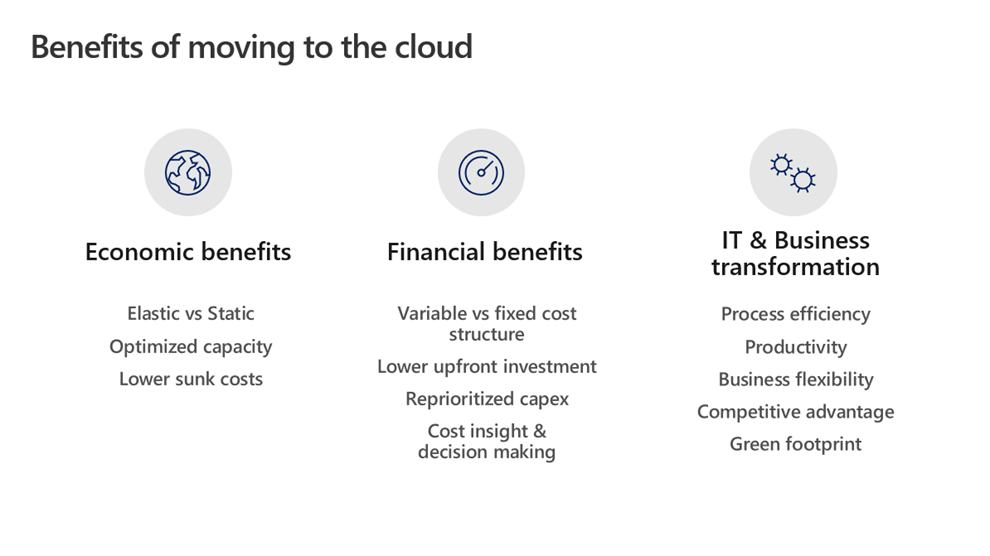 Benefits of moving to the cloud
Economic benefits
Elastic vs Static
Optimized capacity
Lower sunk costs
Financial benefits
Variable vs fixed cost
structure
Lower upfront investment
Reprioritized capex
Cost insight &
decision making
IT & Business
transformation
Process efficiency
Productivity
Business flexibility
Competitive advantage
Green footprint